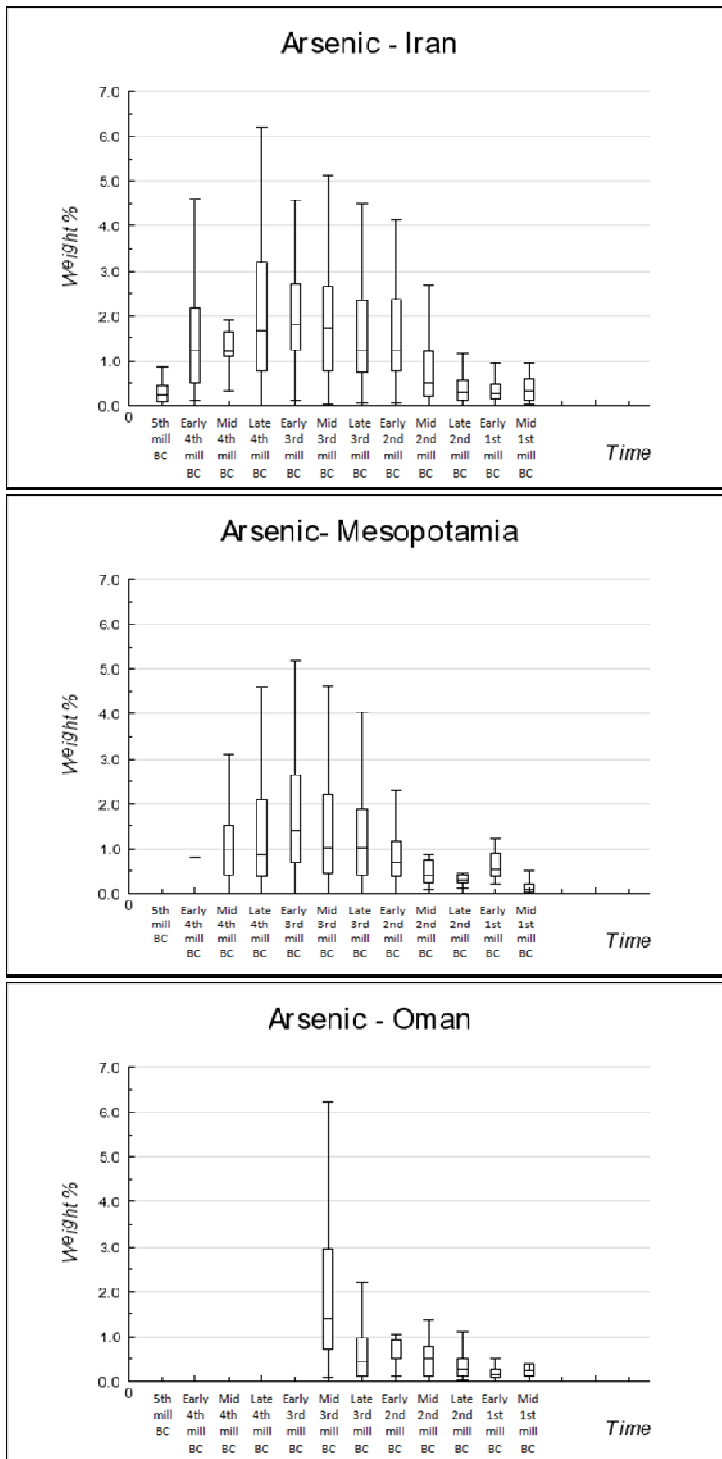 Arsenic - Iran
7.0
6.0
5.0
4.0
3.0
2.0
1.0
0.0
Weight %
0
5th Early Mid Late Early Mid Late Early Mid Late Early Mid
mill 4th 4th 4th 3rd 3rd 3rd 2nd 2nd 2nd 1st 1st
BC mill mill mill mill mill mill mill mill mill mill mill
BC BC BC BC BC BC BC BC BC BC BC
Time
Arsenic- Mesopotamia
7.0
6.0
5.0
4.0
3.0
2.0
1.0
0.0
Weight %
0
5th Early Mid Late Early Mid Late Early Mid Late Early Mid
mill 4th 4th 4th 3rd 3rd 3rd 2nd 2nd 2nd 1st 1st
BC mill mill mill mill mill mill mill mill mill mill mill
BC BC BC BC BC BC BC BC BC BC BC
Time
Arsenic - Oman
7.0
6.0
5.0
4.0
3.0
2.0
1.0
0.0
Weight %
0
5th Early Mid Late Early Mid Late Early Mid Late Early Mid
mill 4th 4th 4th 3rd 3rd 3rd 2nd 2nd 2nd 1st 1st
BC mill mill mill mill mill mill mill mill mill mill mill
BC BC BC BC BC BC BC BC BC BC BC
Time